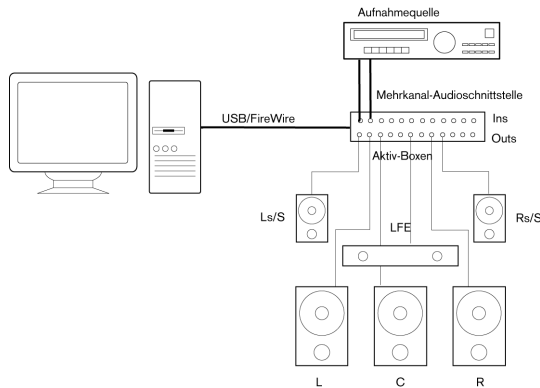 Aufnahmequelle
Mehrkanal-Audioschnittstelle
USB/FireWire
Ins
Outs
Aktiv-Boxen
Ls/S
LFE
Rs/S
L
C
R